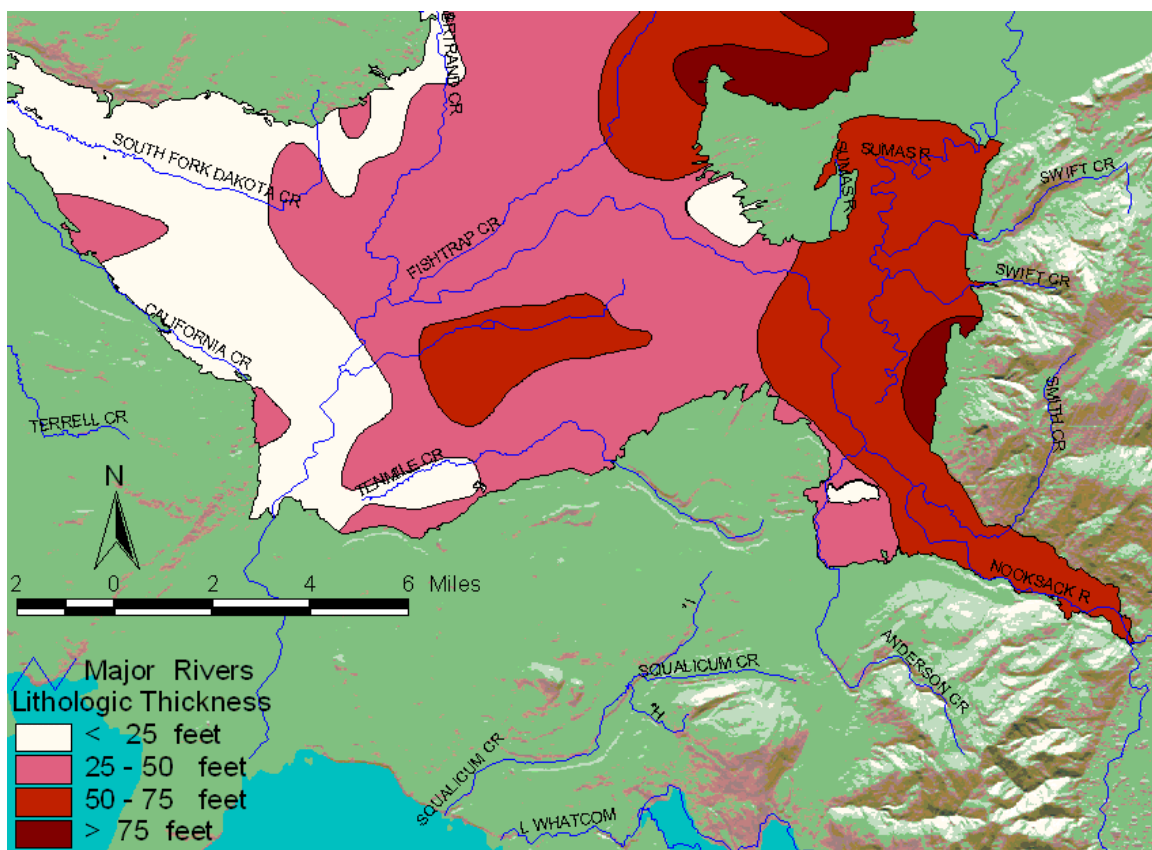 BERTRAND CR
SOUTH FORK DAKOTA CR
SUMAS R
SUMAS R
SWIFT CR
FISHTRAP CR
SWIFT CR
CALIFORNIA CR
SMITH CR
TERRELL CR
TENMILE CR
N
2 0 2 4 6 Miles
NOOKSACK R
ANDERSON CR
SQUALICUM CR
SQUALICUM CR
L WHATCOM
Major Rivers
Lithologic Thickness
< 25 feet
25 - 50 feet
50 - 75 feet
> 75 feet